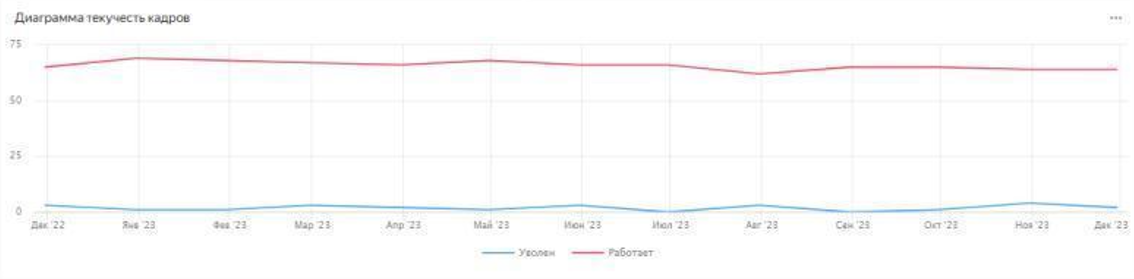 Диаграмма текучесть кадров
75
50
25
0
Дек '22 Янв '23 Фев '23 Мар '23 Апр '23 Май '23 Июн '23 Июл '23 Авг '23 Сен '23 Окт '23 Ноя '23 Дек '23
Уволен Работает